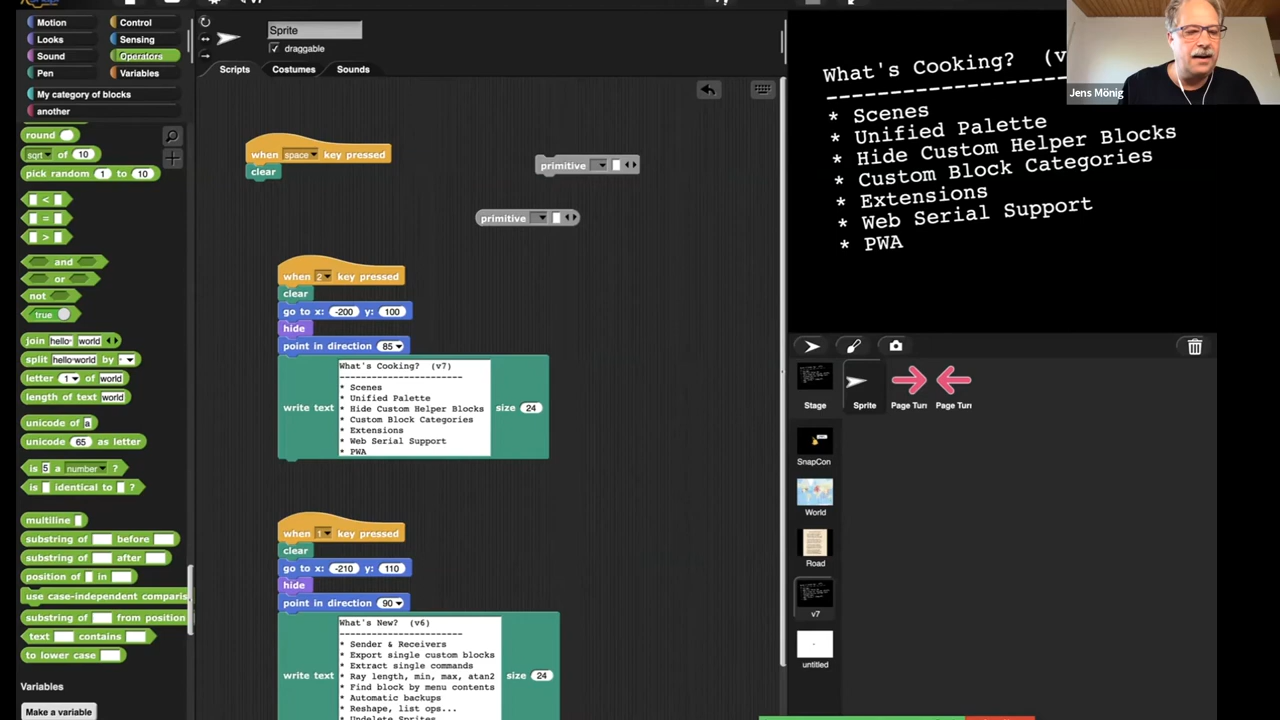 Motion
Control
Looks
Sensing
Sound
Operators
Pen
Variables
My category of blocks
another
round
sqrt of 10
pick random 1 to 10
<
=
>
and
or
not
true
join hello world
split hello world by
letter 1 of world
length of text world
unicode of a
unicode 65 as letter
is 5 a number ?
is identical to ?
multiline
substring of before
substring of after
position of in
use case-independent comparis
substring of from position
text contains
to lower case
Variables
Make a variable
Sprite
draggable
Scripts
Costumes
Sounds
when space key pressed
clear
primitive
primitive
when 2 key pressed
clear
go to x: -200 y: 100
hide
point in direction 85
write text
What's Cooking? (v7)
-----------------------
* Scenes
* Unified Palette
* Hide Custom Helper Blocks
* Custom Block Categories
* Extensions
* Web Serial Support
* PWA
size 24
when 1 key pressed
clear
go to x: -210 y: 110
hide
point in direction 90
write text
What's New? (v6)
-----------------------
* Sender & Receivers
* Export single custom blocks
* Extract single commands
* Ray length, min, max, atan2
* Find block by menu contents
* Automatic backups
* Reshape, list ops...
* Undelete Sprites
size 24
What's Cooking? (v
* Scenes
* Unified Palette
* Hide Custom Helper Blocks
* Custom Block Categories
* Extensions
* Web Serial Support
* PWA
Jens Mönig
Stage
Sprite
Page Turn
Page Turn
SnapCon
World
Road
v7
untitled